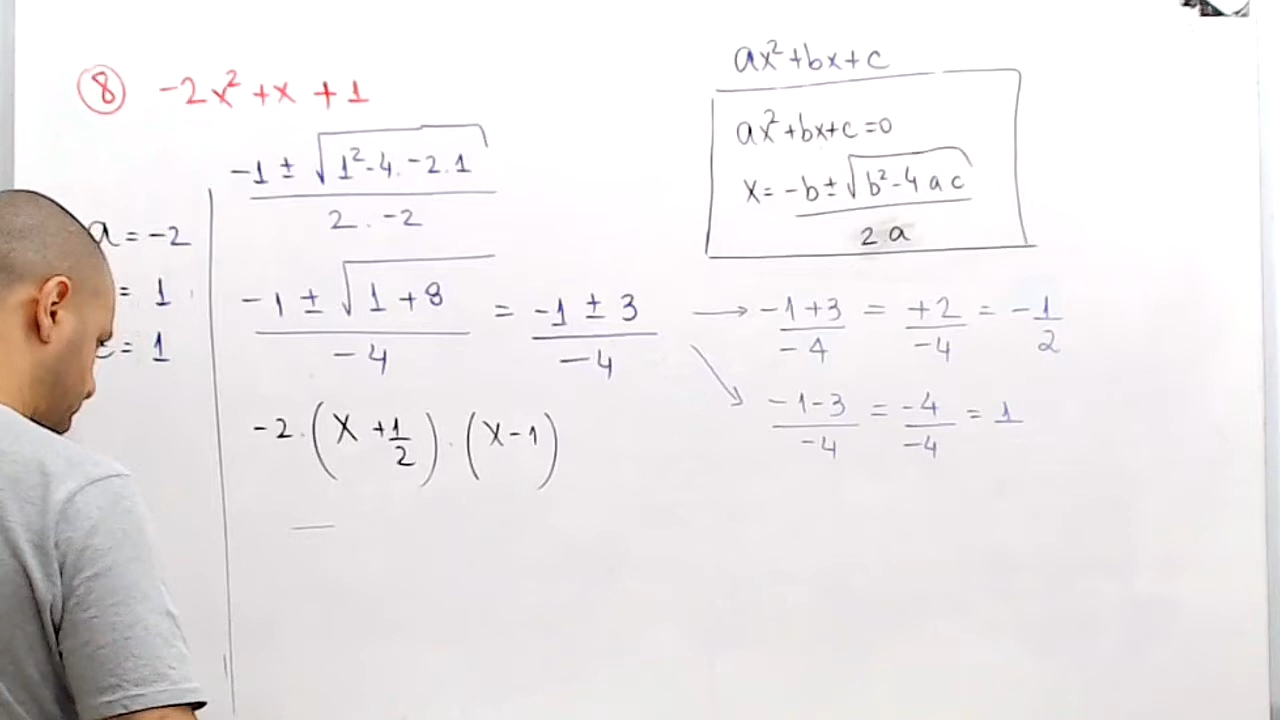 ⑧ -2x² + x + 1
ax² + bx + c
ax² + bx + c = 0
x = -b ± √(b² - 4 a c)
2 a
-1 ± √(1² - 4 . -2 . 1)
2 . -2
a = -2
= 1
c = 1
-1 ± √(1 + 8) = -1 ± 3
-4 -4
→ -1 + 3 = +2 = -1
-4 -4 2
↘ -1 - 3 = -4 = 1
-4 -4
-2 . (x + 1/2) . (x - 1)